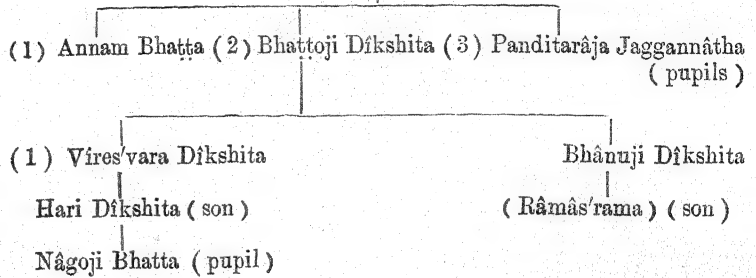 (1) Annam Bhaṭṭa (2) Bhaṭṭoji Dîkshita (3) Panditarâja Jaggannâtha
(pupils)
(1) Víres'vara Dîkshita Bhânuji Dîkshita
Hari Dîkshita (son) (Râmâs'rama) (son)
Nâgoji Bhatta (pupil)